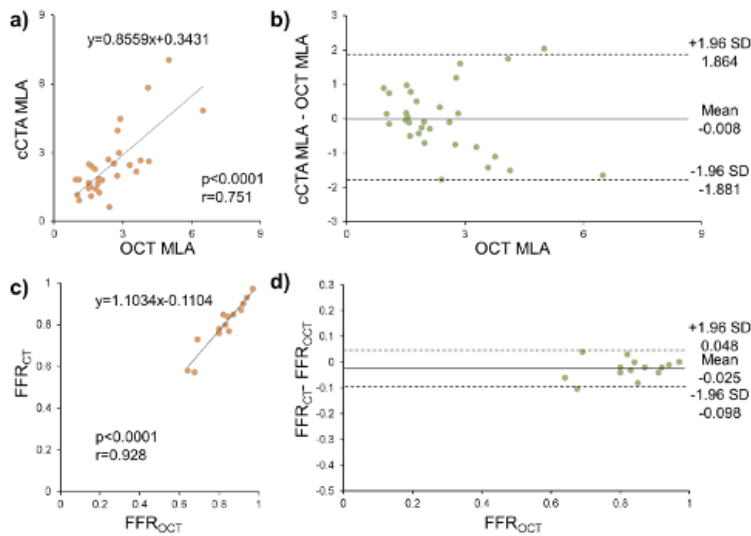 a)
9
6
3
0
0
3
6
9
cCTA MLA
OCT MLA
y=0.8559x+0.3431
p<0.0001
r=0.751
b)
3
2
1
0
-1
-2
-3
0
3
6
9
cCTA MLA - OCT MLA
OCT MLA
+1.96 SD
1.864
Mean
-0.008
-1.96 SD
-1.881
c)
1
0.8
0.6
0.4
0.2
0
0
0.2
0.4
0.6
0.8
1
FFRCT
FFROCT
y=1.1034x-0.1104
p<0.0001
r=0.928
d)
0.5
0.4
0.3
0.2
0.1
0
-0.1
-0.2
-0.3
-0.4
-0.5
0
0.2
0.4
0.6
0.8
1
FFRCT- FFROCT
FFROCT
+1.96 SD
0.048
Mean
-0.025
-1.96 SD
-0.098